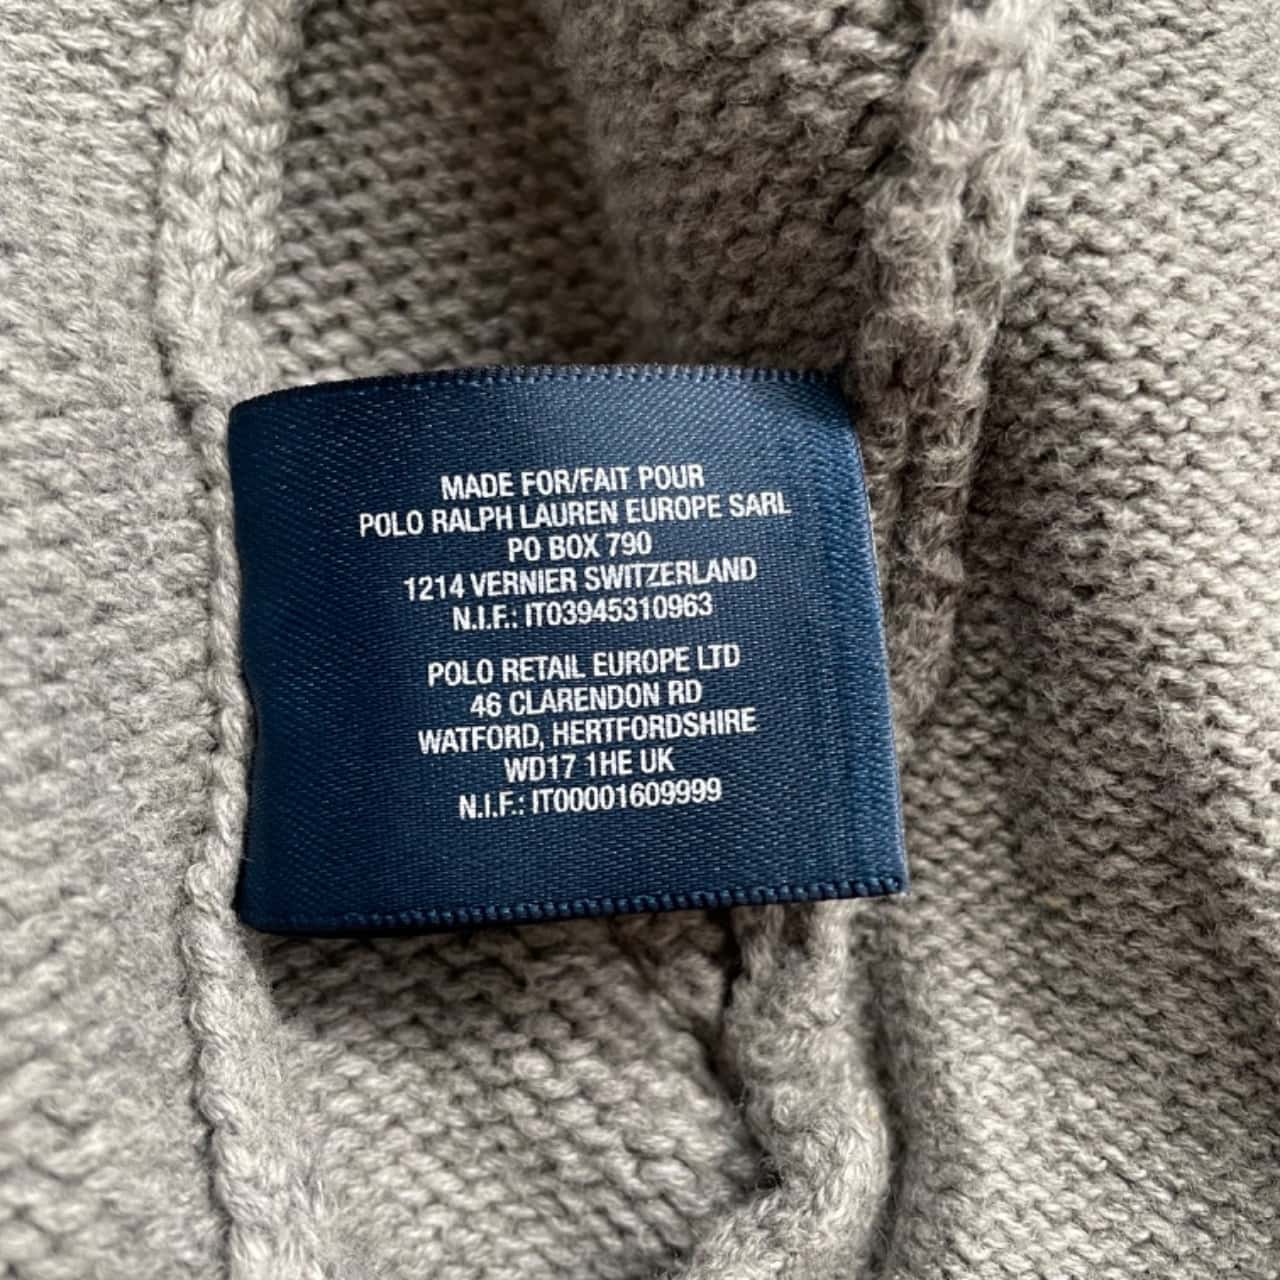 MADE FOR/FAIT POUR
POLO RALPH LAUREN EUROPE SARL
PO BOX 790
1214 VERNIER SWITZERLAND
N.I.F.: IT03945310963
POLO RETAIL EUROPE LTD
46 CLARENDON RD
WATFORD, HERTFORDSHIRE
WD17 1HE UK
N.I.F.: IT00001609999